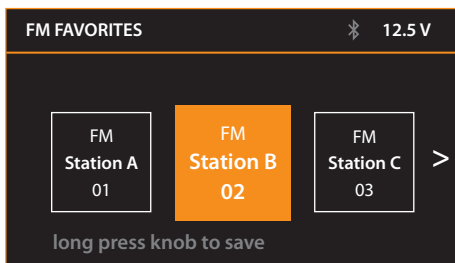 FM FAVORITES 12.5 V
FM
Station A
01
FM
Station B
02
FM
Station C
03
>
long press knob to save